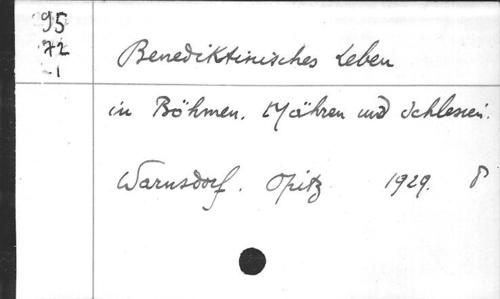 95
72
-1
Benediktinisches Leben
in Böhmen. Mähren und Schlesien.
Warnsdorf. Opitz 1929. 8°